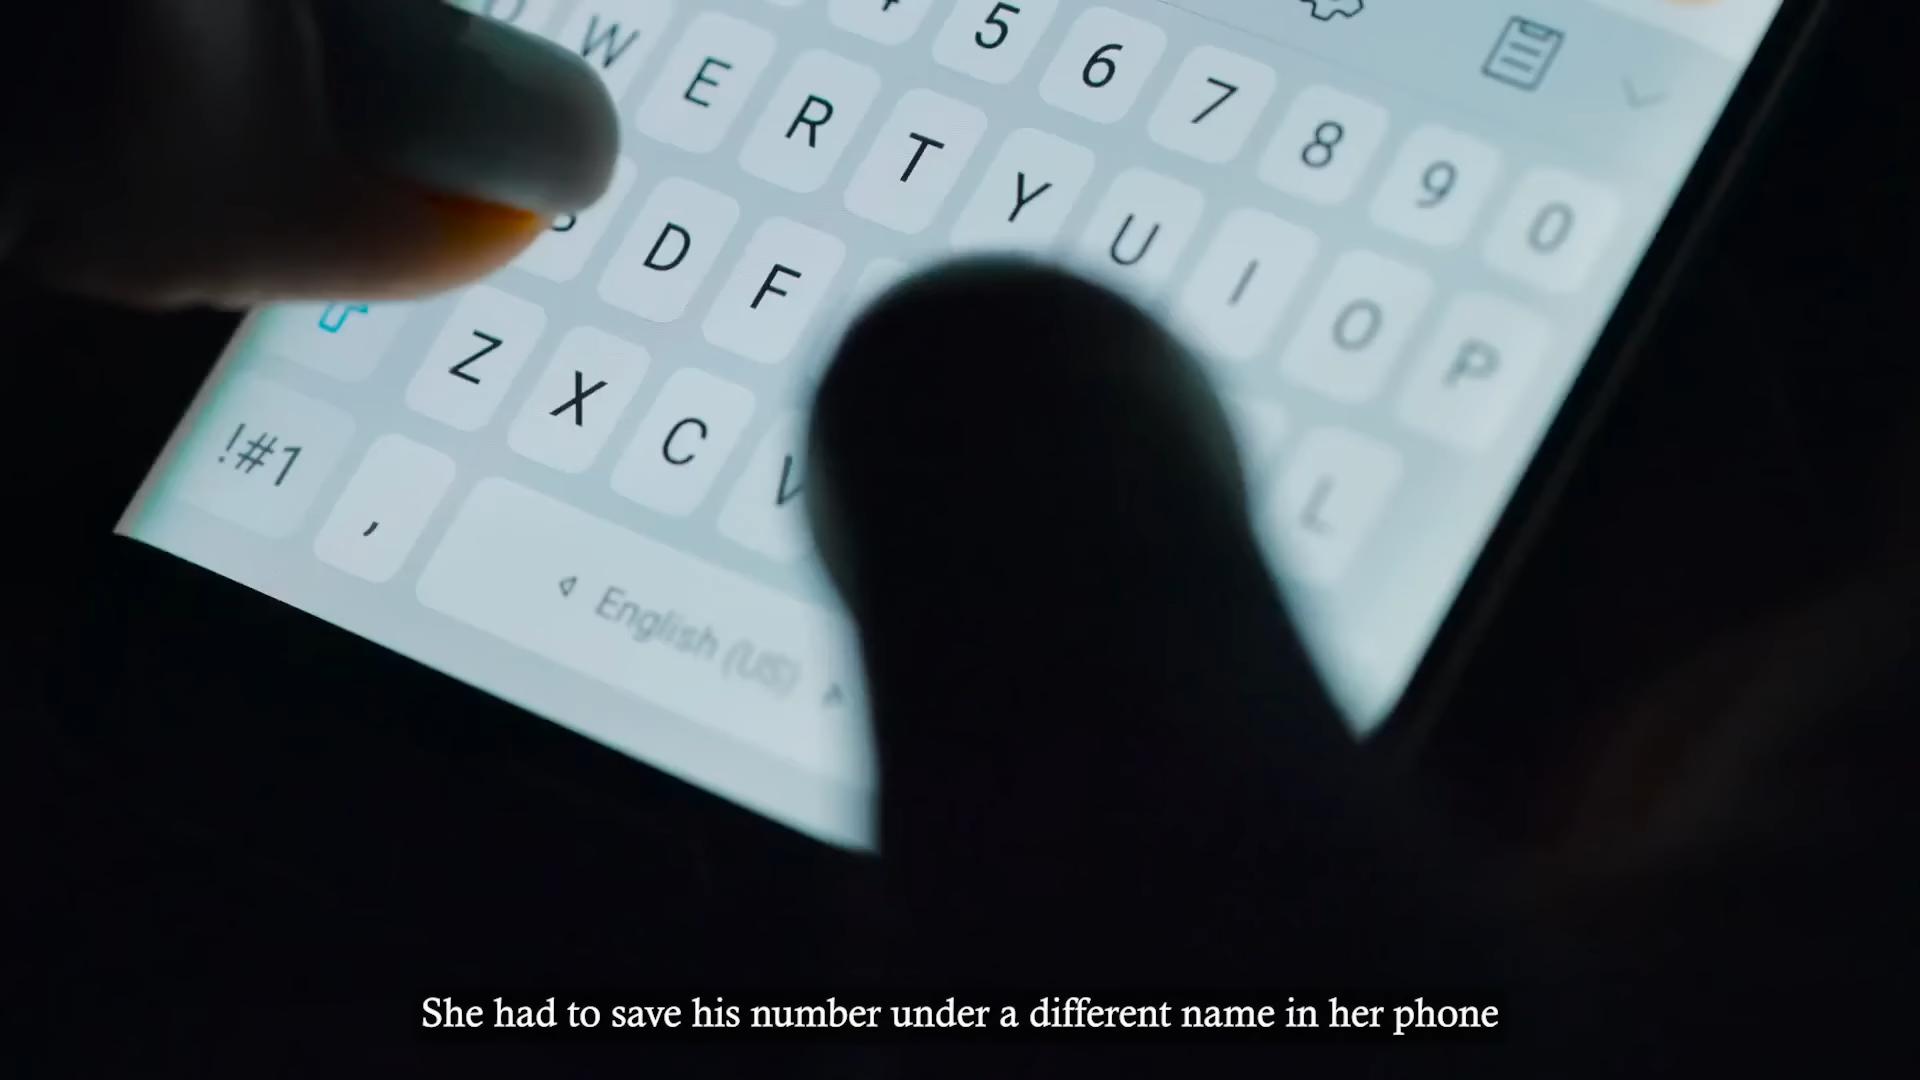 5 6 7 8 9 0
W E R T Y U I O P
D F L
Z X C V
!#1 , English (US)
She had to save his number under a different name in her phone